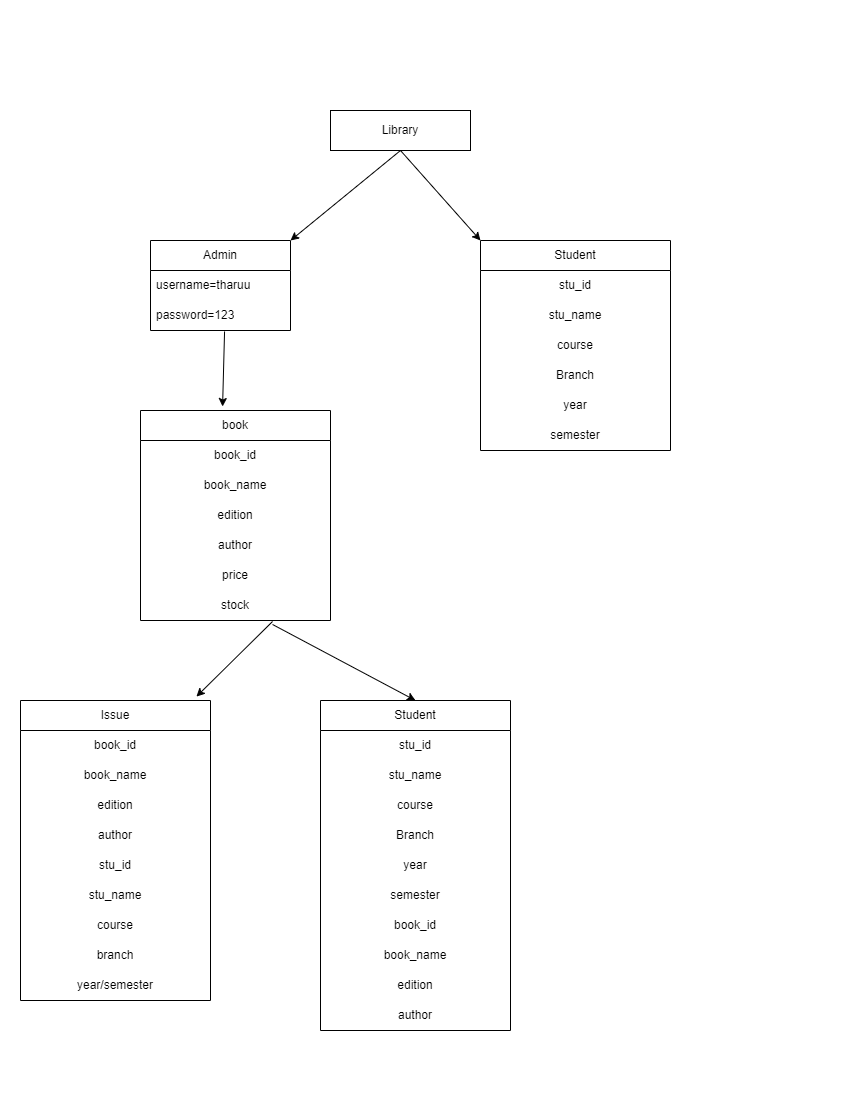 Library
Admin
username=tharuu
password=123
Student
stu_id
stu_name
course
Branch
year
semester
book
book_id
book_name
edition
author
price
stock
Issue
book_id
book_name
edition
author
stu_id
stu_name
course
branch
year/semester
Student
stu_id
stu_name
course
Branch
year
semester
book_id
book_name
edition
author